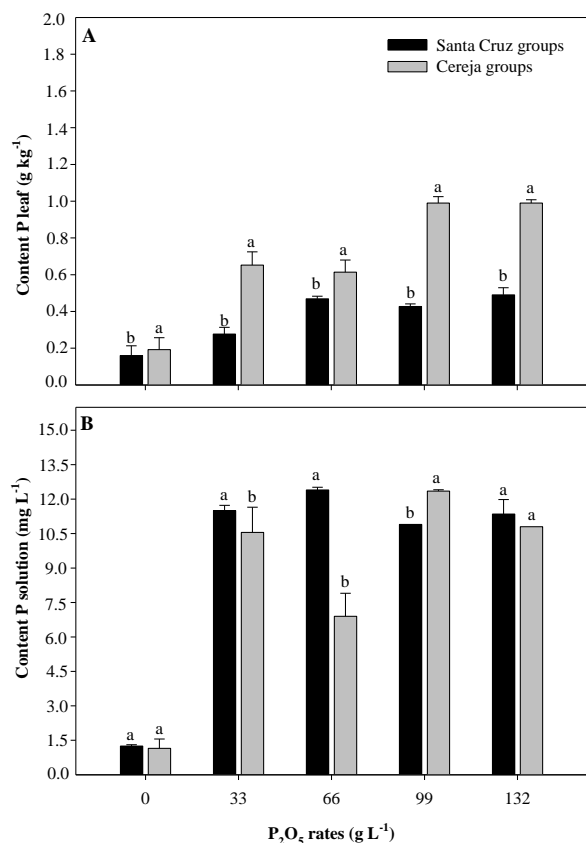 A
Santa Cruz groups
Cereja groups
Content P leaf (g kg⁻¹)
2.0
1.8
1.6
1.4
1.2
1.0
0.8
0.6
0.4
0.2
0.0
b a b a b a b a b a
B
Content P solution (mg L⁻¹)
15.0
13.5
12.0
10.5
9.0
7.5
6.0
4.5
3.0
1.5
0.0
a a a b a b b a a a
0 33 66 99 132
P₂O₅ rates (g L⁻¹)